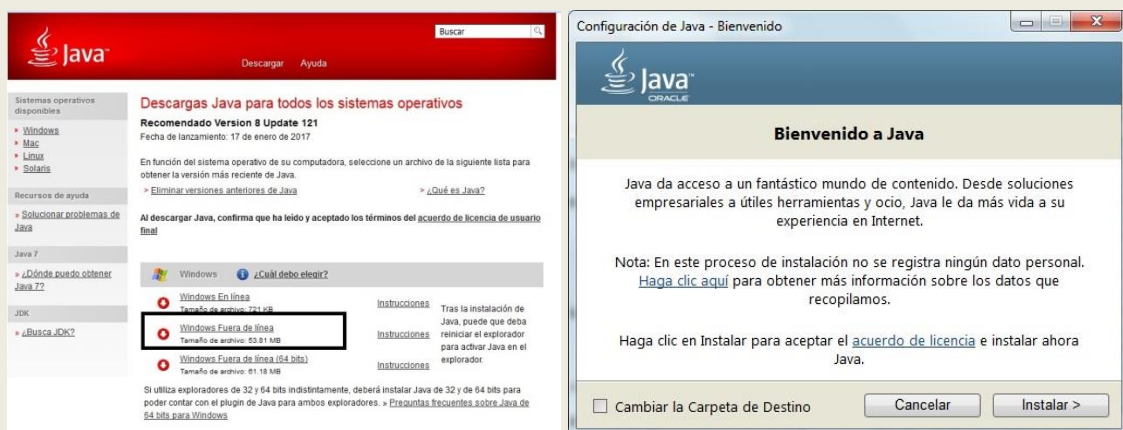 Java
Buscar
Descargar Ayuda
Sistemas operativos
disponibles
Windows
Mac
Linux
Solaris
Recursos de ayuda
» Solucionar problemas de
Java
Java 7
» ¿Dónde puedo obtener
Java 7?
JDK
» ¿Busca JDK?
Descargas Java para todos los sistemas operativos
Recomendado Version 8 Update 121
Fecha de lanzamiento: 17 de enero de 2017
En función del sistema operativo de su computadora, seleccione un archivo de la siguiente lista para
obtener la versión más reciente de Java.
> Eliminar versiones anteriores de Java > ¿Qué es Java?
Al descargar Java, confirma que ha leído y aceptado los términos del acuerdo de licencia de usuario
final
Windows ¿Cuál debo elegir?
Windows En línea
Tamaño de archivo: 721 KB
Instrucciones
Windows Fuera de línea
Tamaño de archivo: 53.81 MB
Instrucciones
Windows Fuera de línea (64 bits)
Tamaño de archivo: 61.18 MB
Instrucciones
Tras la instalación de
Java, puede que deba
reiniciar el explorador
para activar Java en el
explorador.
Si utiliza exploradores de 32 y 64 bits indistintamente, deberá instalar Java de 32 y de 64 bits para
poder contar con el plugin de Java para ambos exploradores. » Preguntas frecuentes sobre Java de
64 bits para Windows
Configuración de Java - Bienvenido
Java
ORACLE
Bienvenido a Java
Java da acceso a un fantástico mundo de contenido. Desde soluciones
empresariales a útiles herramientas y ocio, Java le da más vida a su
experiencia en Internet.
Nota: En este proceso de instalación no se registra ningún dato personal.
Haga clic aquí para obtener más información sobre los datos que
recopilamos.
Haga clic en Instalar para aceptar el acuerdo de licencia e instalar ahora
Java.
Cambiar la Carpeta de Destino
Cancelar
Instalar >